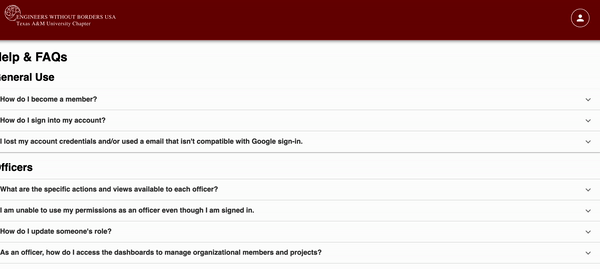 ENGINEERS WITHOUT BORDERS USA
Texas A&M University Chapter
elp & FAQs
eneral Use
How do I become a member?
How do I sign into my account?
I lost my account credentials and/or used a email that isn't compatible with Google sign-in.
fficers
What are the specific actions and views available to each officer?
I am unable to use my permissions as an officer even though I am signed in.
How do I update someone's role?
As an officer, how do I access the dashboards to manage organizational members and projects?